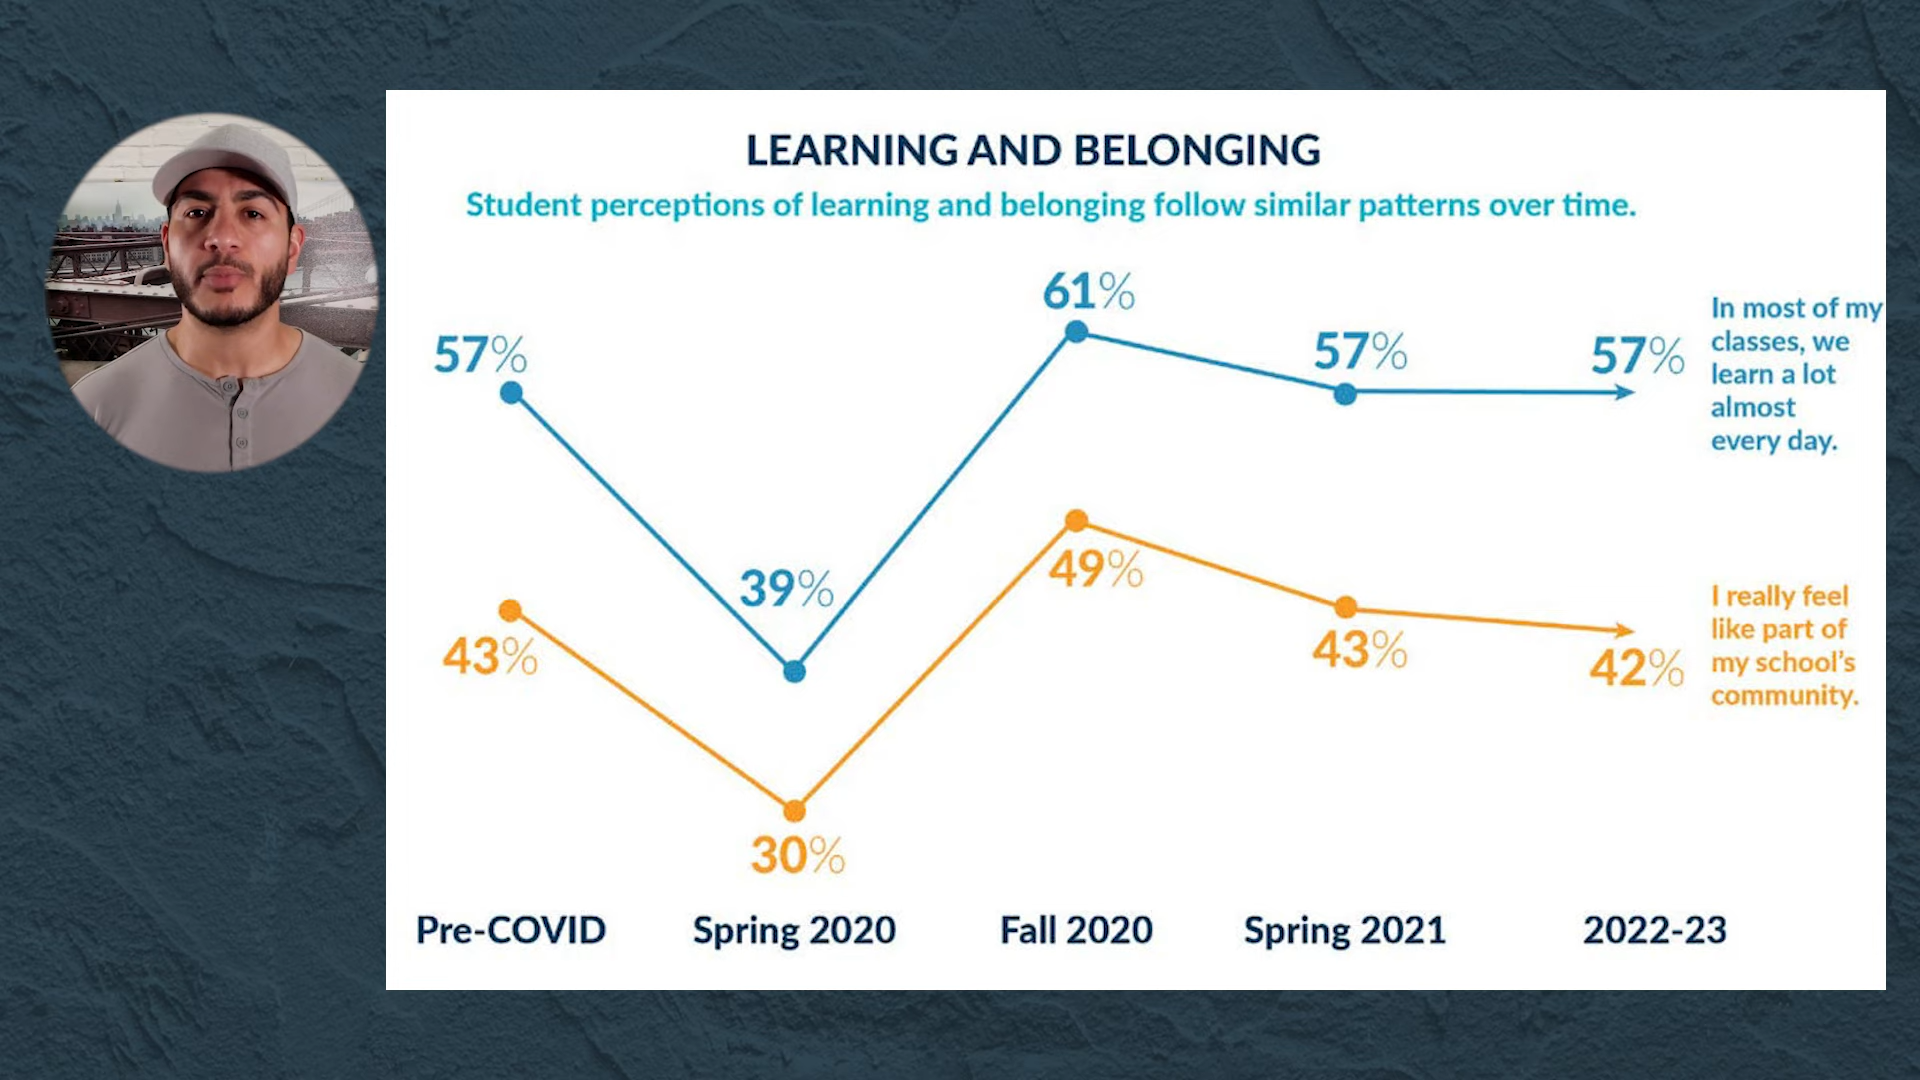 LEARNING AND BELONGING
Student perceptions of learning and belonging follow similar patterns over time.
57%
39%
61%
57%
57%
In most of my
classes, we
learn a lot
almost
every day.
43%
30%
49%
43%
42%
I really feel
like part of
my school’s
community.
Pre-COVID
Spring 2020
Fall 2020
Spring 2021
2022-23